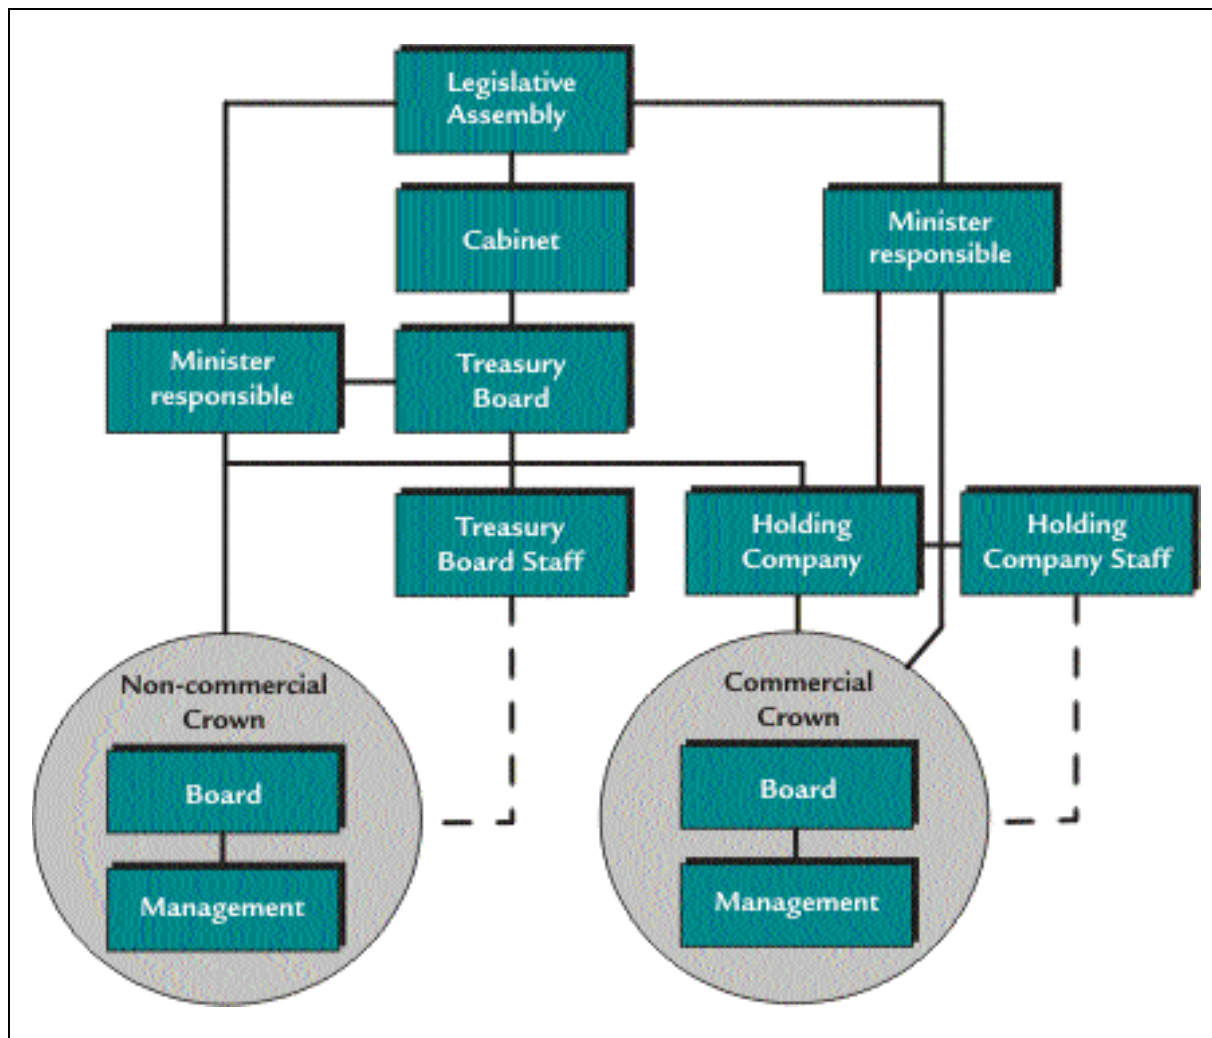 Legislative
Assembly
Cabinet
Minister
responsible
Minister
responsible
Treasury
Board
Treasury
Board Staff
Holding
Company
Holding
Company Staff
Non-commercial
Crown
Board
Management
Commercial
Crown
Board
Management